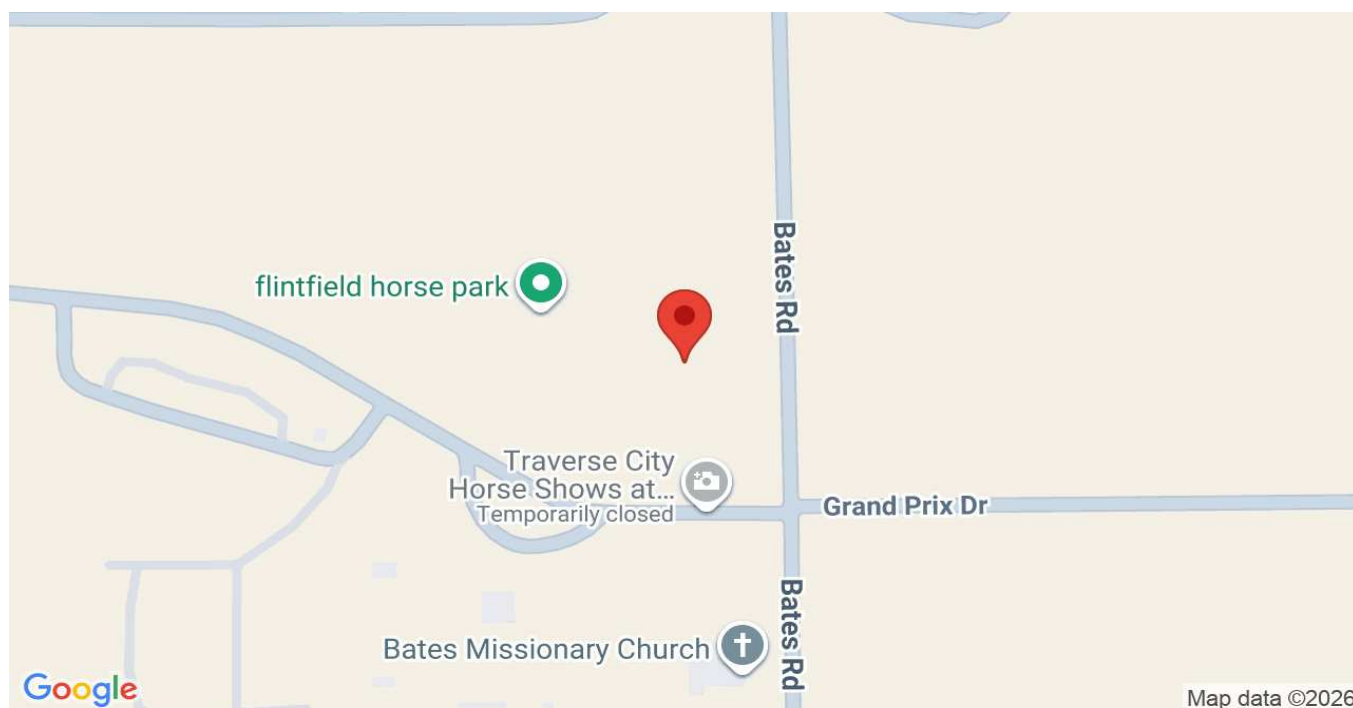 Bates Rd
flintfield horse park
Traverse City
Horse Shows at...
Temporarily closed
Grand Prix Dr
Bates Rd
Bates Missionary Church
Google
Map data ©2026